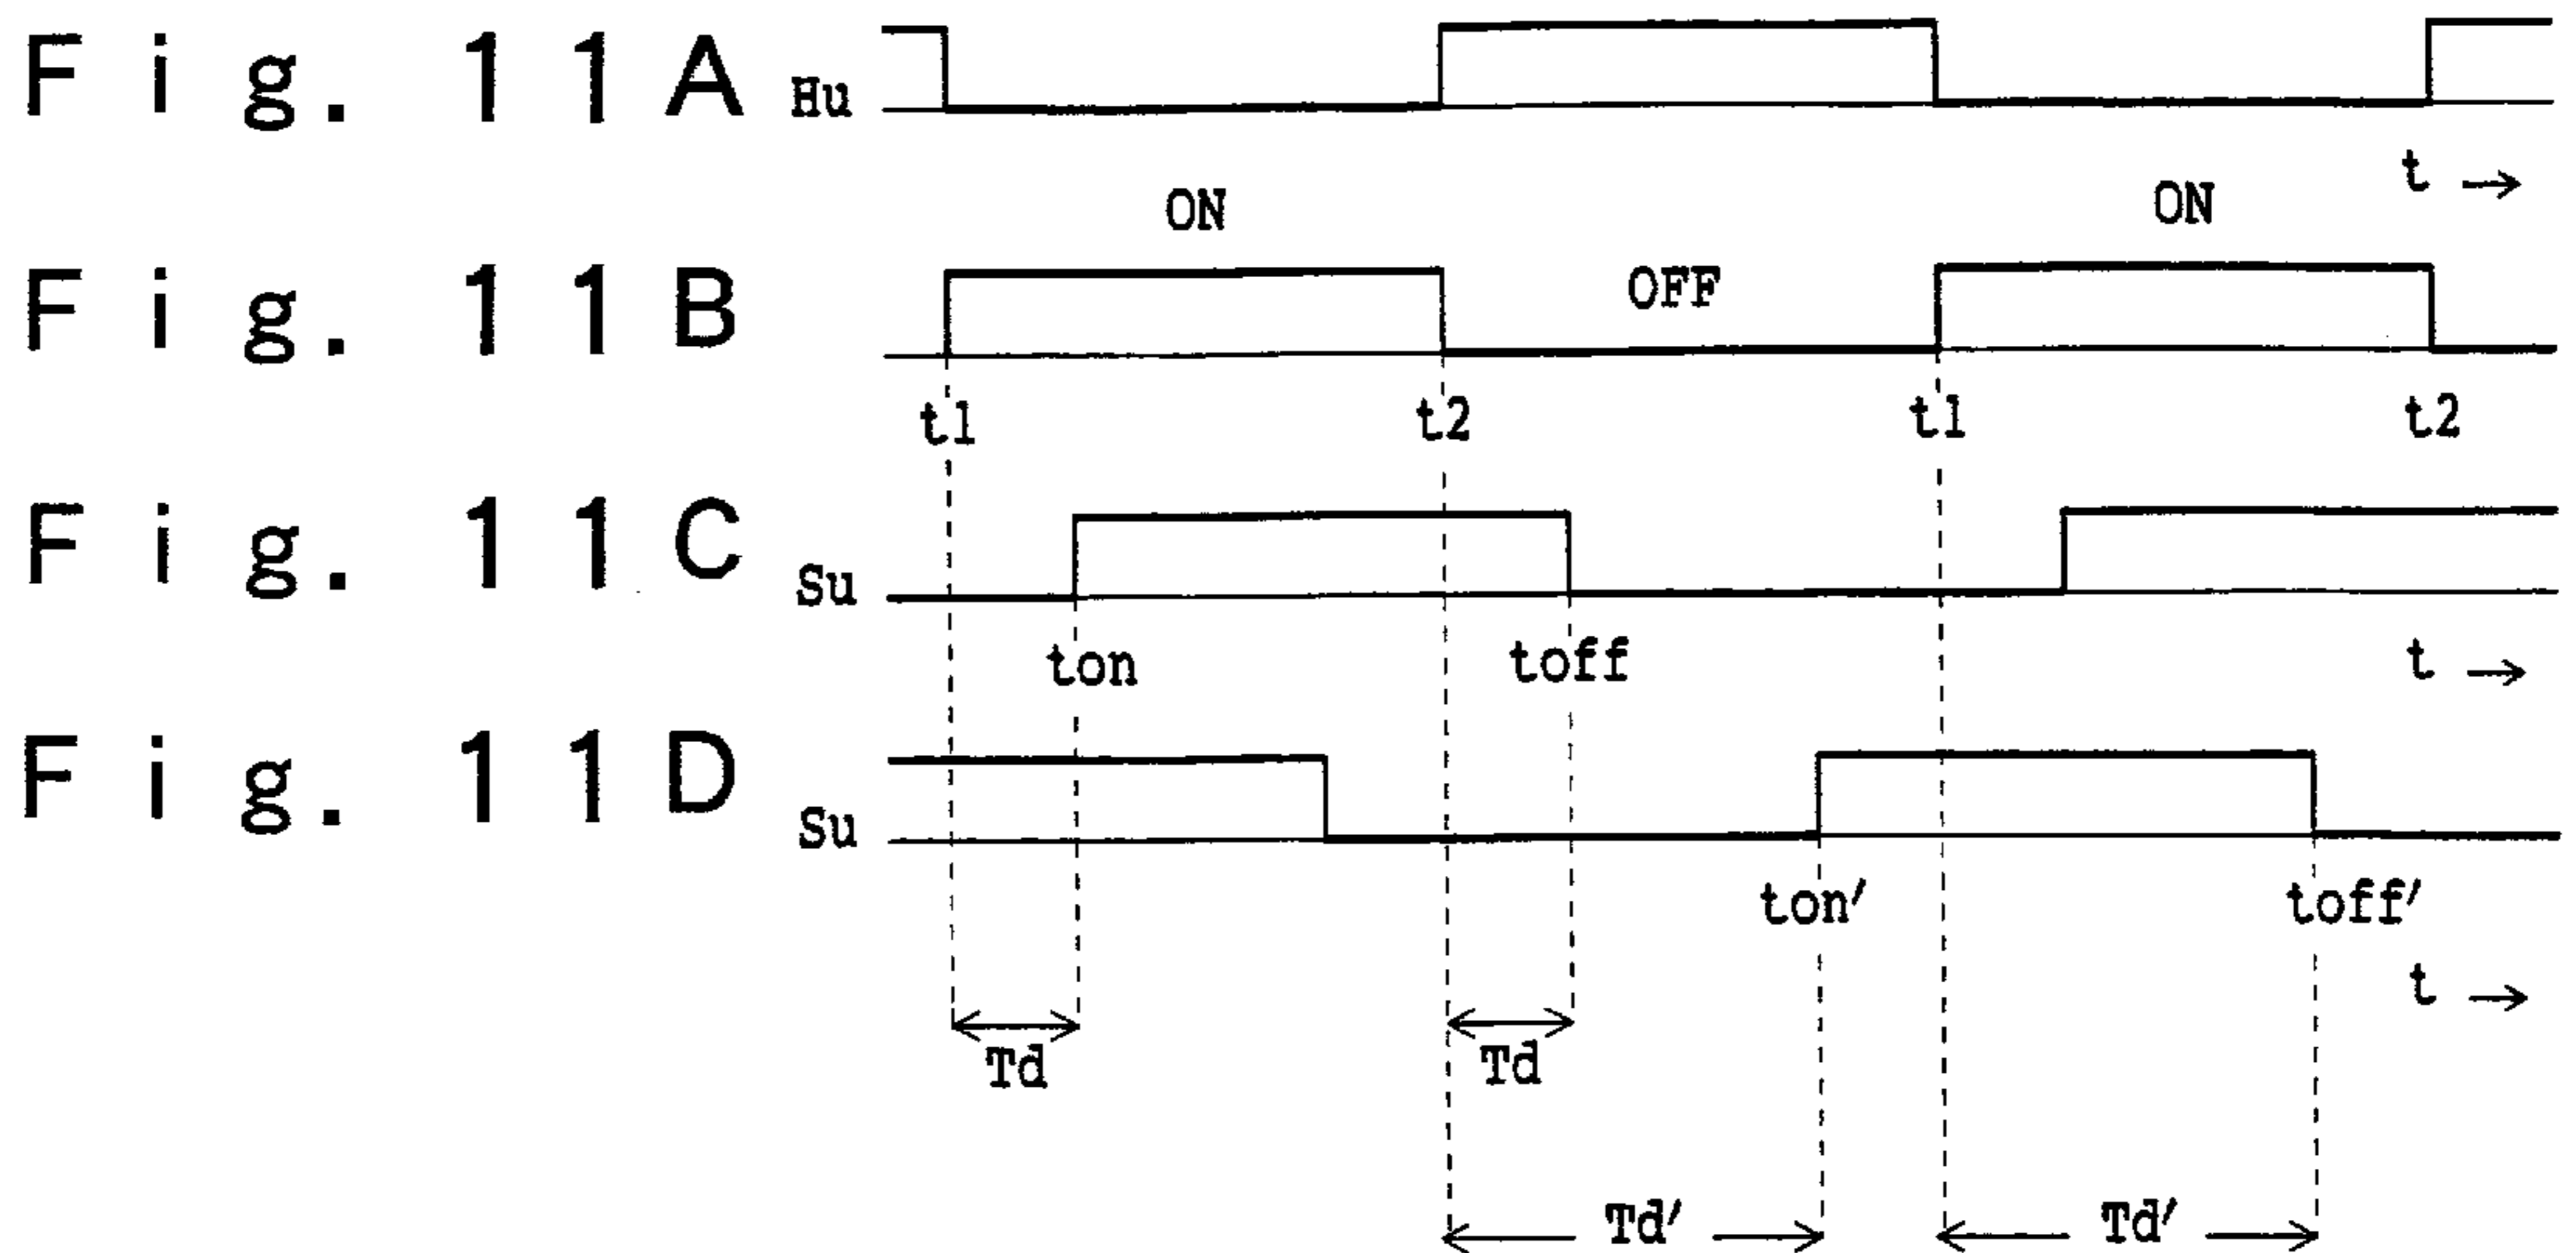 Fig. 11A
Hu
t
ON
ON
Fig. 11B
OFF
t1
t2
t1
t2
Fig. 11C
Su
ton
toff
t
Fig. 11D
Su
ton'
toff'
t
Td
Td
Td'
Td'